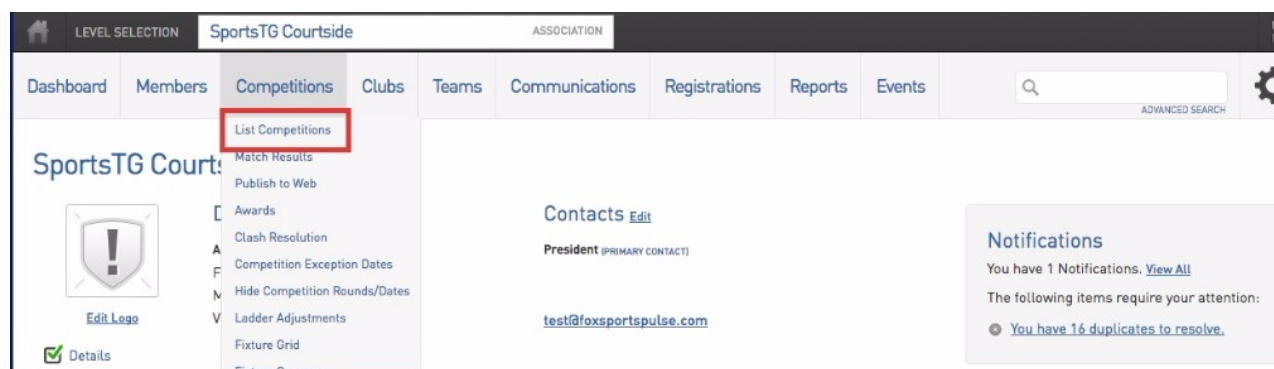 LEVEL SELECTION SportsTG Courtside ASSOCIATION
Dashboard Members Competitions Clubs Teams Communications Registrations Reports Events
ADVANCED SEARCH
List Competitions
Match Results
Publish to Web
Awards
Clash Resolution
Competition Exception Dates
Hide Competition Rounds/Dates
Ladder Adjustments
Fixture Grid
SportsTG Courts
Edit Logo
Details
Contacts Edit
President (PRIMARY CONTACT)
test@foxsportspulse.com
Notifications
You have 1 Notifications. View All
The following items require your attention:
You have 16 duplicates to resolve.